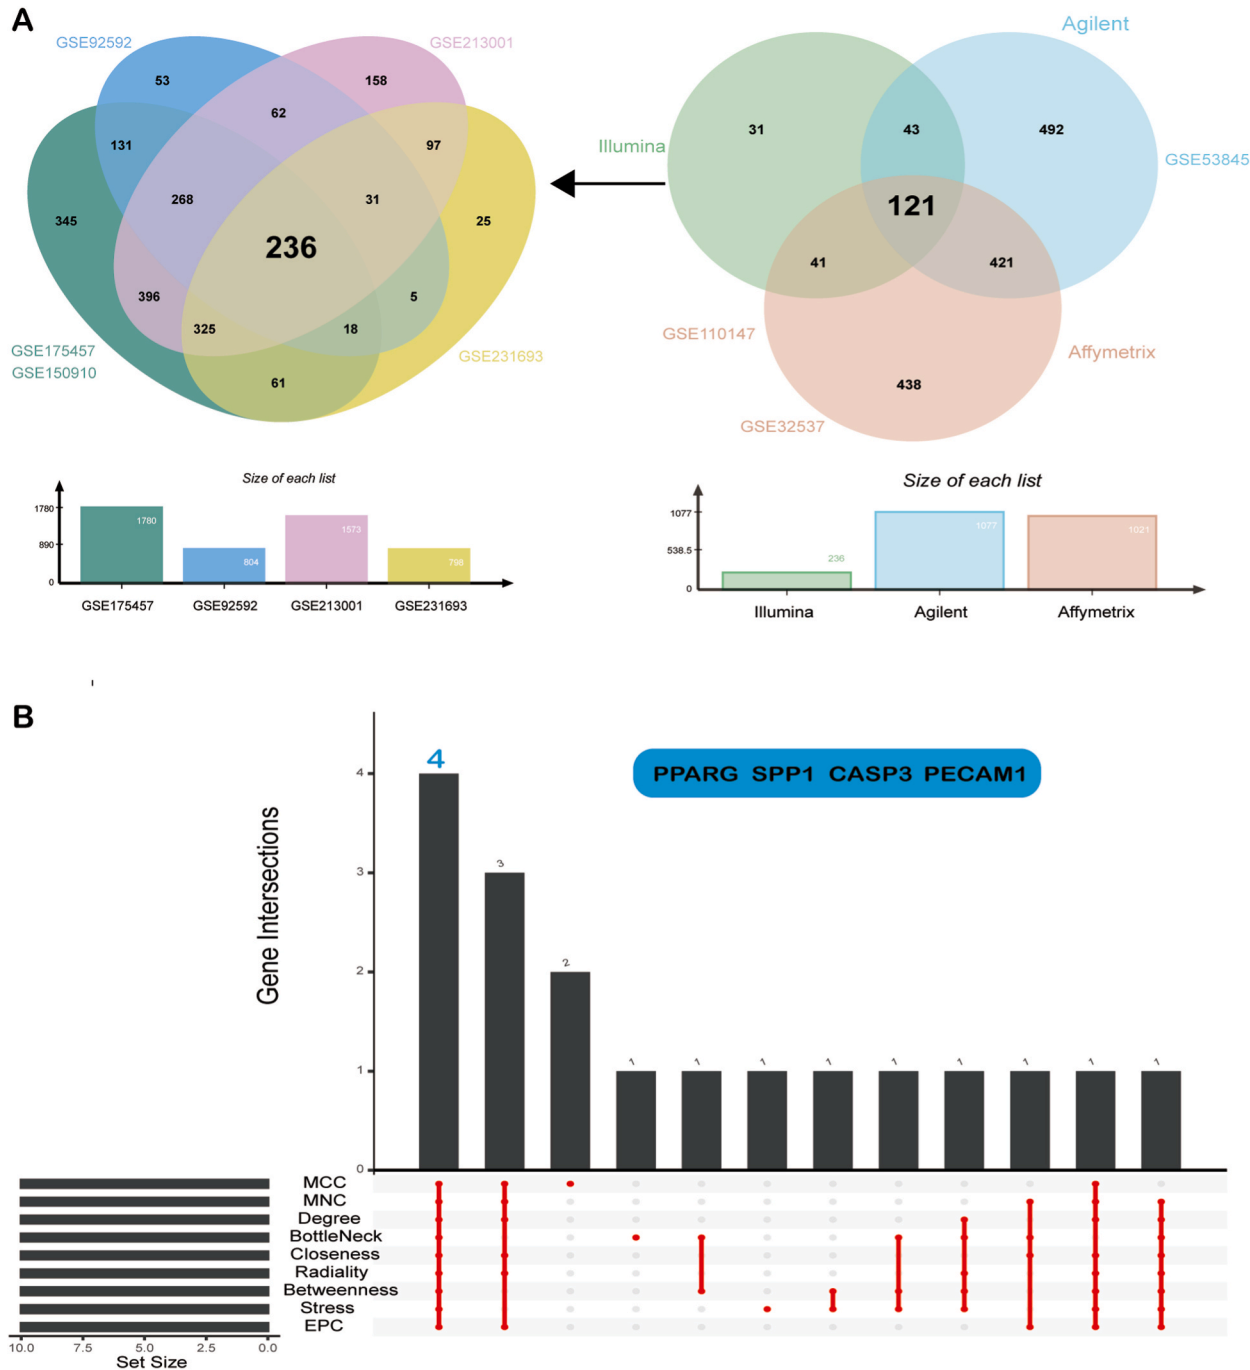 A
GSE92592
GSE213001
53
158
62
131
97
268
31
345
25
236
396
5
325
18
61
GSE175457
GSE150910
GSE231693
Agilent
Illumina
31
43
492
GSE53845
121
41
421
GSE110147
Affymetrix
438
GSE32537
Size of each list
1780
890
0
1780
804
1573
798
GSE175457
GSE92592
GSE213001
GSE231693
Size of each list
1077
538.5
0
236
1077
1021
Illumina
Agilent
Affymetrix
B
Gene Intersections
4
3
2
1
0
4
3
2
1
1
1
1
1
1
1
1
1
PPARG SPP1 CASP3 PECAM1
MCC
MNC
Degree
BottleNeck
Closeness
Radiality
Betweenness
Stress
EPC
10.0
7.5
5.0
2.5
0.0
Set Size